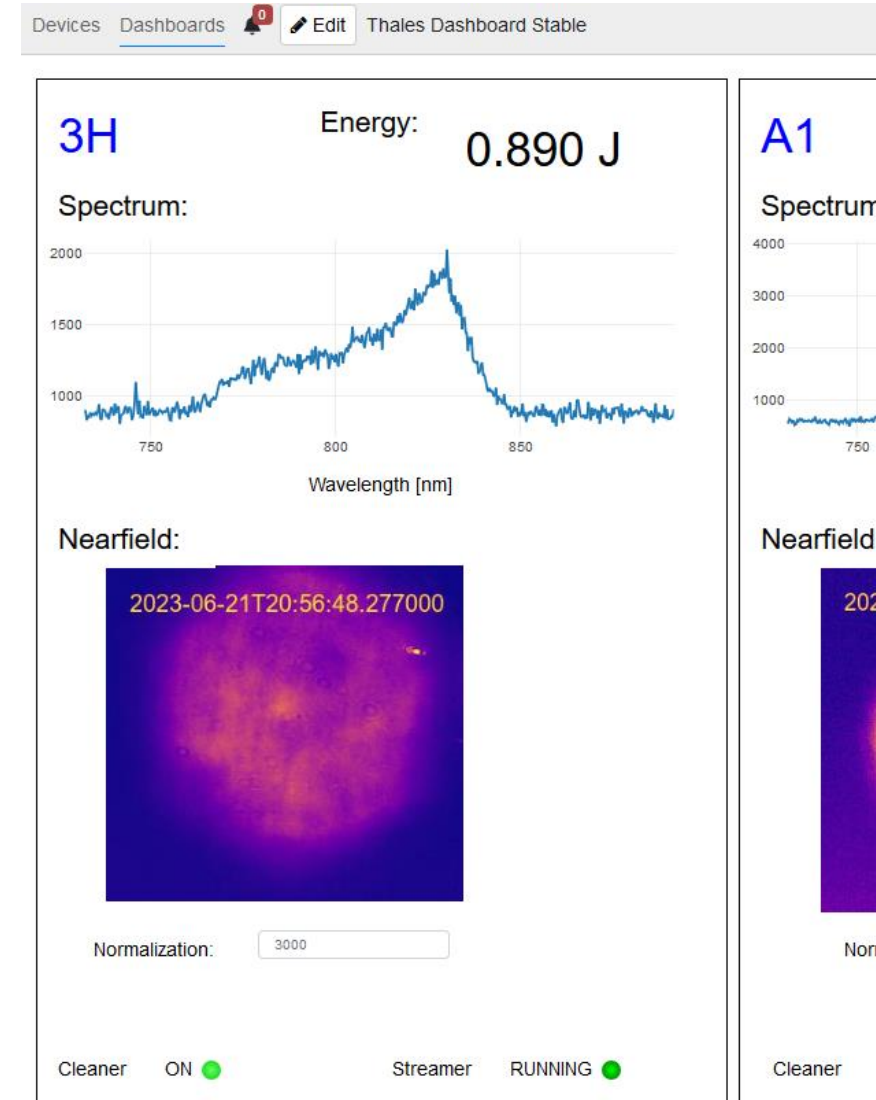 Devices Dashboards 0 Edit Thales Dashboard Stable
3H Energy: 0.890 J
Spectrum:
2000
1500
1000
750 800 850
Wavelength [nm]
Nearfield:
2023-06-21T20:56:48.277000
Normalization: 3000
Cleaner ON Streamer RUNNING
A1
Spectrum
4000
3000
2000
1000
750
Nearfield
202
Nor
Cleaner